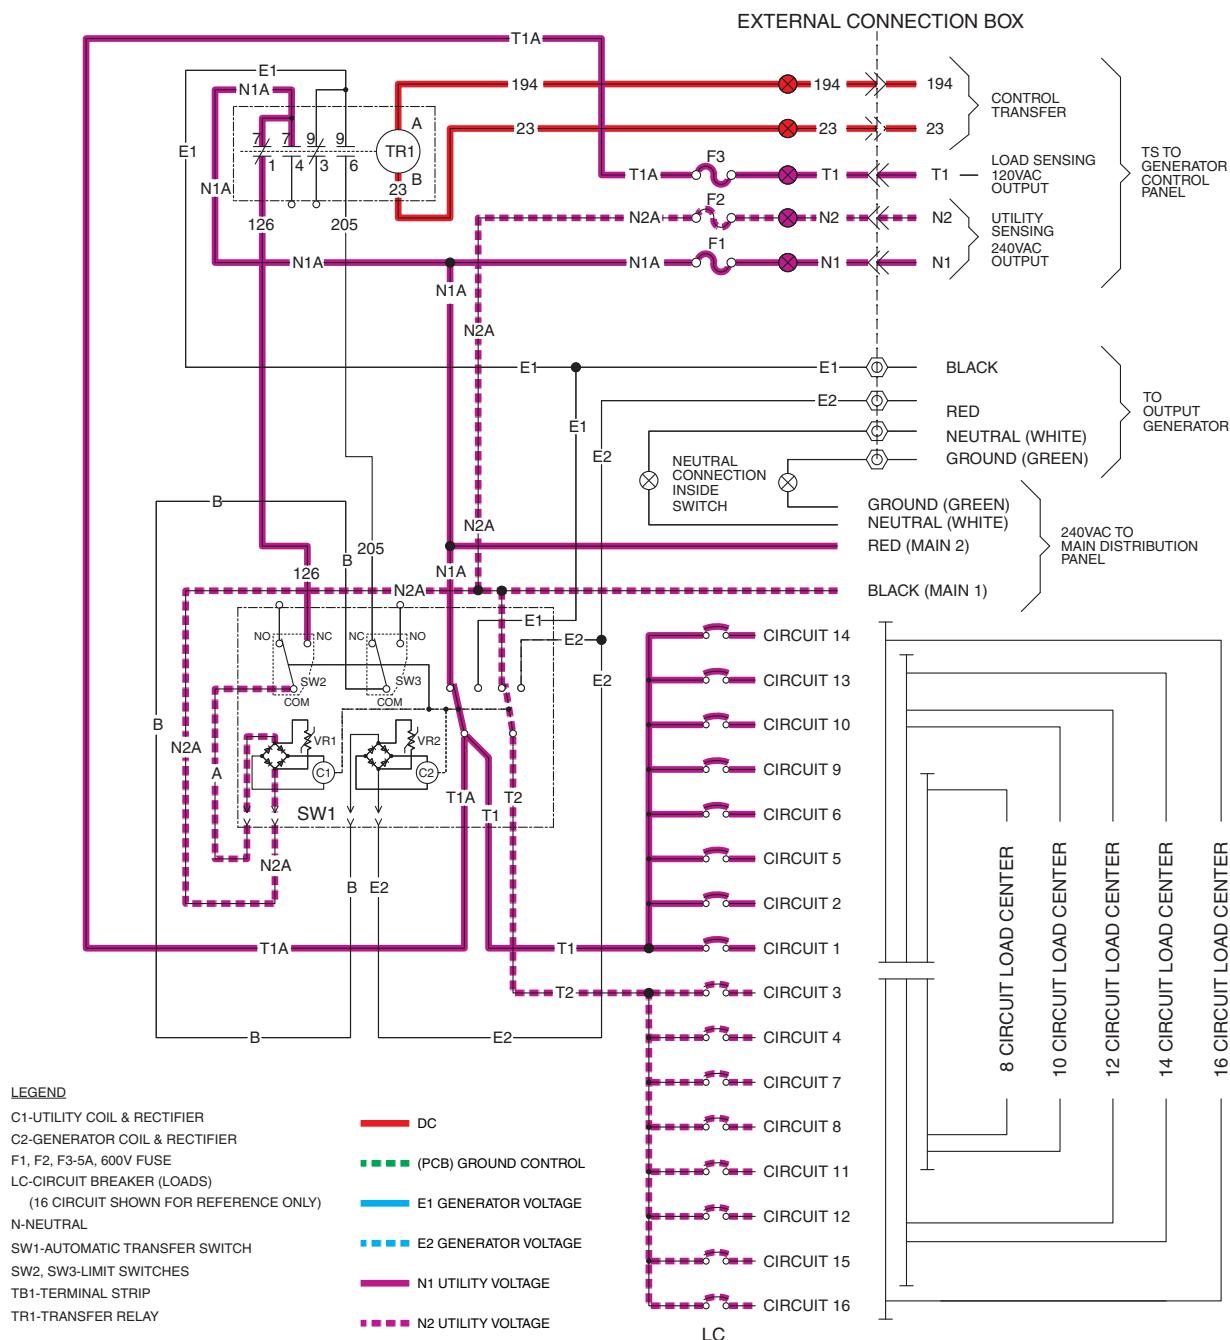 EXTERNAL CONNECTION BOX
T1A
E1
N1A
194
194
194
CONTROL
TRANSFER
A
7
7
9
9
TR1
23
23
23
E1
1
4
3
6
B
23
F3
T1A
T1
T1
LOAD SENSING
120VAC
OUTPUT
TS TO
GENERATOR
CONTROL
PANEL
N1A
F2
N2A
N2
N2
UTILITY
SENSING
240VAC
OUTPUT
126
205
F1
N1A
N1A
N1
N1
N1A
N2A
E1
E1
BLACK
E2
RED
TO
OUTPUT
GENERATOR
E1
NEUTRAL (WHITE)
E2
GROUND (GREEN)
NEUTRAL
CONNECTION
INSIDE
SWITCH
B
GROUND (GREEN)
N2A
NEUTRAL (WHITE)
240VAC TO
MAIN DISTRIBUTION
PANEL
205
RED (MAIN 2)
B
126
N1A
N2A
BLACK (MAIN 1)
E1
NO
NC
NC
NO
E2
CIRCUIT 14
SW2
SW3
E2
CIRCUIT 13
COM
COM
B
CIRCUIT 10
N2A
VR1
VR2
A
C1
C2
CIRCUIT 9
T1A
T2
SW1
T1
CIRCUIT 6
CIRCUIT 5
N2A
B
E2
CIRCUIT 2
T1A
T1
CIRCUIT 1
T2
CIRCUIT 3
B
E2
CIRCUIT 4
CIRCUIT 7
CIRCUIT 8
CIRCUIT 11
CIRCUIT 12
CIRCUIT 15
CIRCUIT 16
LC
8 CIRCUIT LOAD CENTER
10 CIRCUIT LOAD CENTER
12 CIRCUIT LOAD CENTER
14 CIRCUIT LOAD CENTER
16 CIRCUIT LOAD CENTER
LEGEND
C1-UTILITY COIL & RECTIFIER
C2-GENERATOR COIL & RECTIFIER
F1, F2, F3-5A, 600V FUSE
LC-CIRCUIT BREAKER (LOADS)
(16 CIRCUIT SHOWN FOR REFERENCE ONLY)
N-NEUTRAL
SW1-AUTOMATIC TRANSFER SWITCH
SW2, SW3-LIMIT SWITCHES
TB1-TERMINAL STRIP
TR1-TRANSFER RELAY
DC
(PCB) GROUND CONTROL
E1 GENERATOR VOLTAGE
E2 GENERATOR VOLTAGE
N1 UTILITY VOLTAGE
N2 UTILITY VOLTAGE